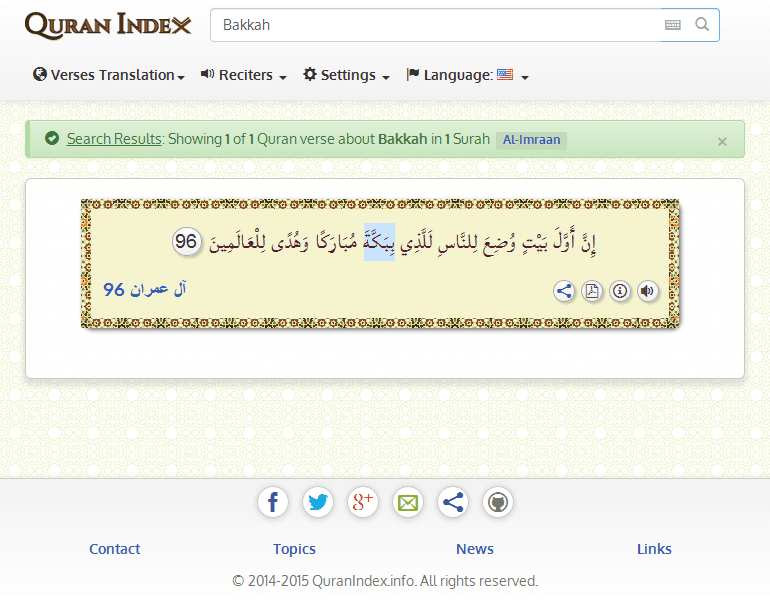 QURAN INDEX
Bakkah
Verses Translation
Reciters
Settings
Language:
Search Results: Showing 1 of 1 Quran verse about Bakkah in 1 Surah Al-Imraan
×
إِنَّ أَوَّلَ بَيْتٍ وُضِعَ لِلنَّاسِ لَلَّذِي بِبَكَّةَ مُبَارَكًا وَهُدًى لِلْعَالَمِينَ 96
آل عمران 96
Contact
Topics
News
Links
© 2014-2015 QuranIndex.info. All rights reserved.